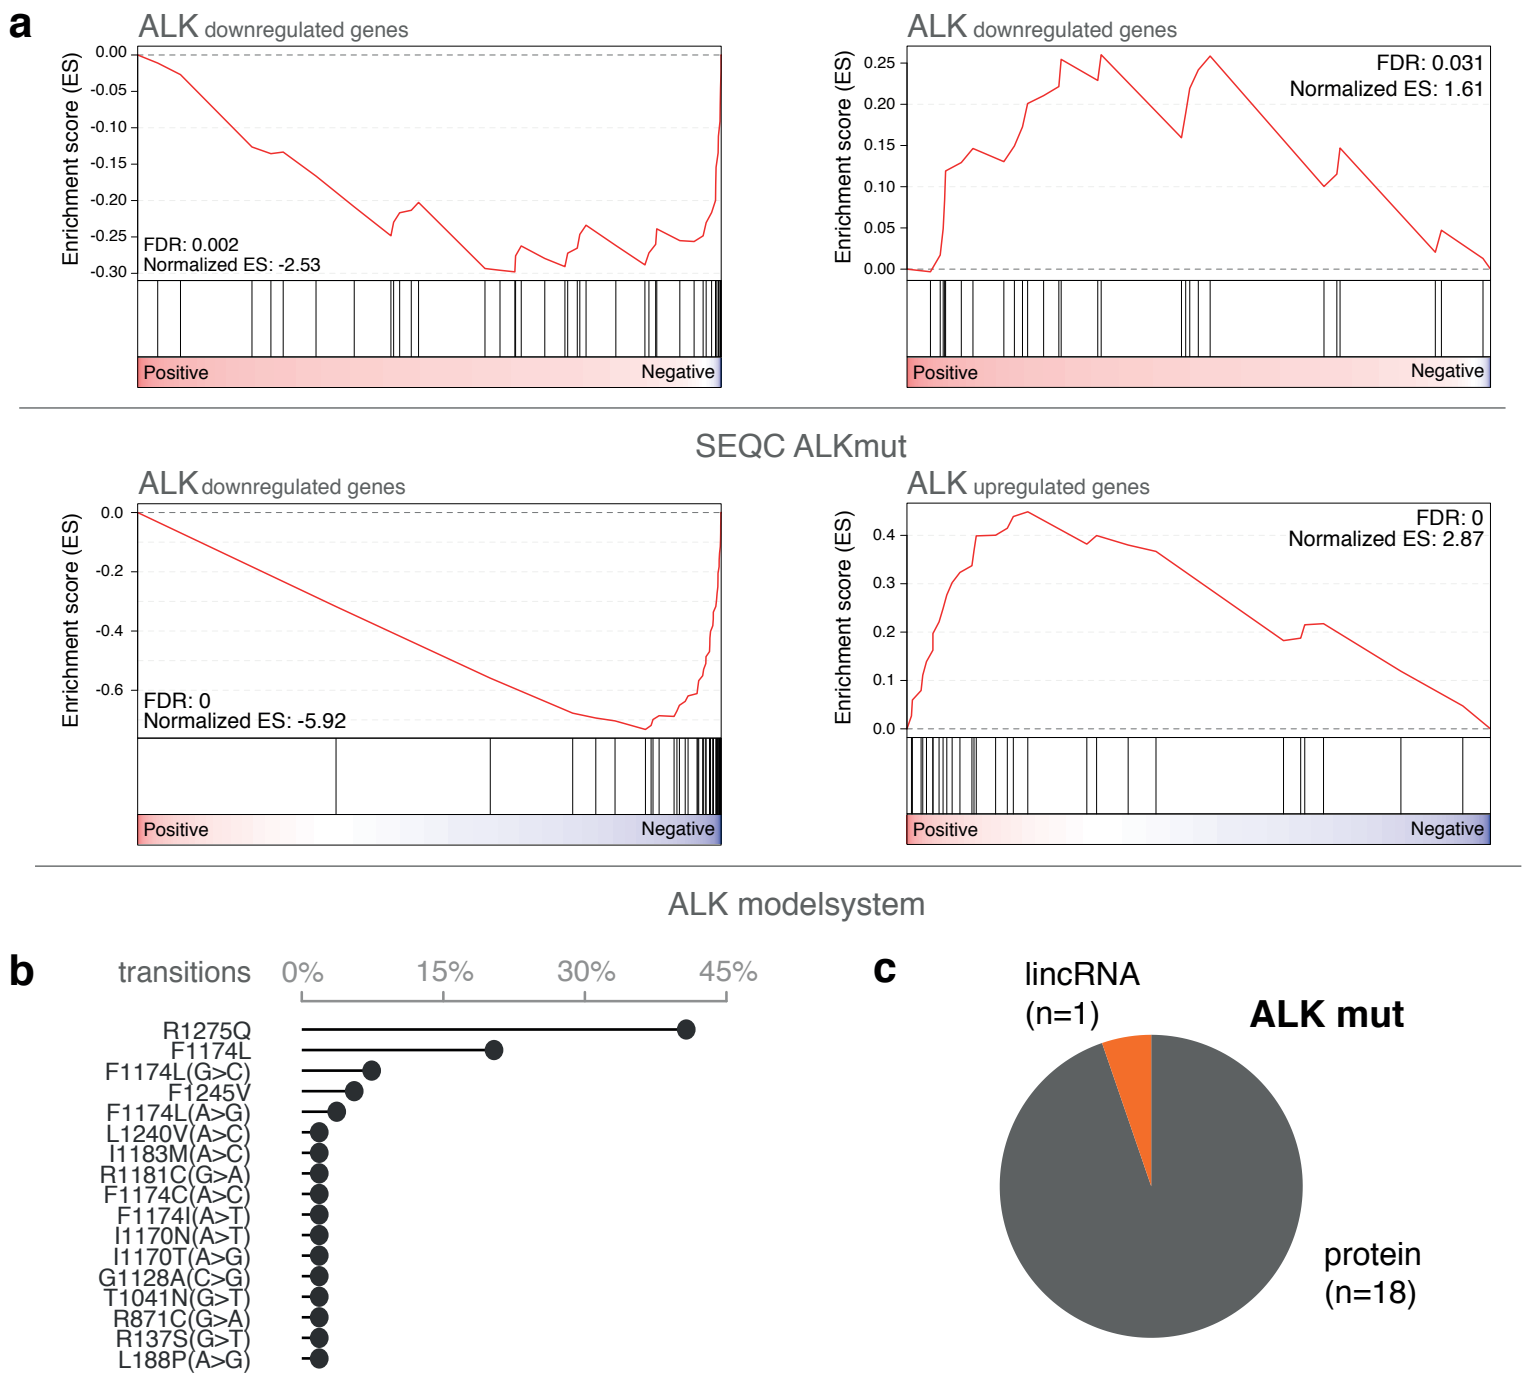 a
ALK downregulated genes
Enrichment score (ES)
0.00
-0.05
-0.10
-0.15
-0.20
-0.25
-0.30
FDR: 0.002
Normalized ES: -2.53
Positive
Negative
ALK downregulated genes
Enrichment score (ES)
0.25
0.20
0.15
0.10
0.05
0.00
FDR: 0.031
Normalized ES: 1.61
Positive
Negative
SEQC ALKmut
ALK downregulated genes
Enrichment score (ES)
0.0
-0.2
-0.4
-0.6
FDR: 0
Normalized ES: -5.92
Positive
Negative
ALK upregulated genes
Enrichment score (ES)
0.4
0.3
0.2
0.1
0.0
FDR: 0
Normalized ES: 2.87
Positive
Negative
ALK modelsystem
b
transitions 0% 15% 30% 45%
R1275Q
F1174L
F1174L(G>C)
F1245V
F1174L(A>G)
L1240V(A>C)
I1183M(A>C)
R1181C(G>A)
F1174C(A>C)
F1174I(A>T)
I1170N(A>T)
I1170T(A>G)
G1128A(C>G)
T1041N(G>T)
R871C(G>A)
R137S(G>T)
L188P(A>G)
c
lincRNA
(n=1)
ALK mut
protein
(n=18)